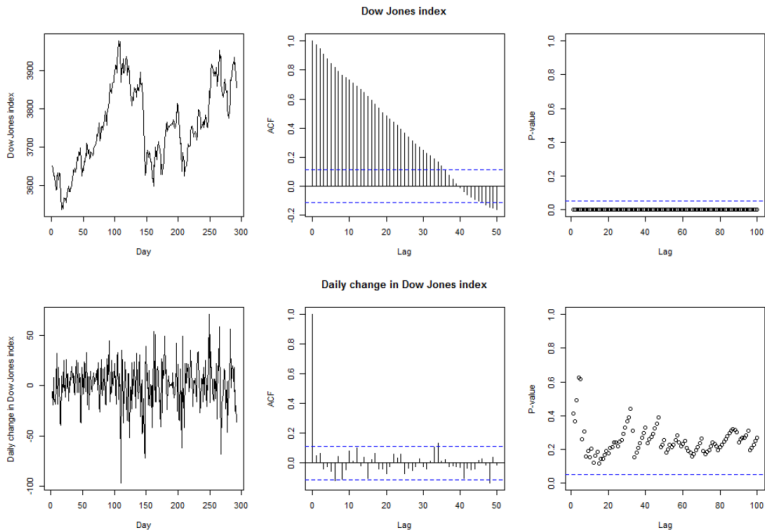 Dow Jones index
Dow Jones index
3600 3700 3800 3900
0 50 100 150 200 250 300
Day
ACF
-0.2 0.0 0.2 0.4 0.6 0.8 1.0
0 10 20 30 40 50
Lag
P-value
0.0 0.2 0.4 0.6 0.8 1.0
0 20 40 60 80 100
Lag
Daily change in Dow Jones index
Daily change in Dow Jones index
-100 -50 0 50
0 50 100 150 200 250 300
Day
ACF
0.0 0.2 0.4 0.6 0.8 1.0
0 10 20 30 40 50
Lag
P-value
0.0 0.2 0.4 0.6 0.8 1.0
0 20 40 60 80 100
Lag